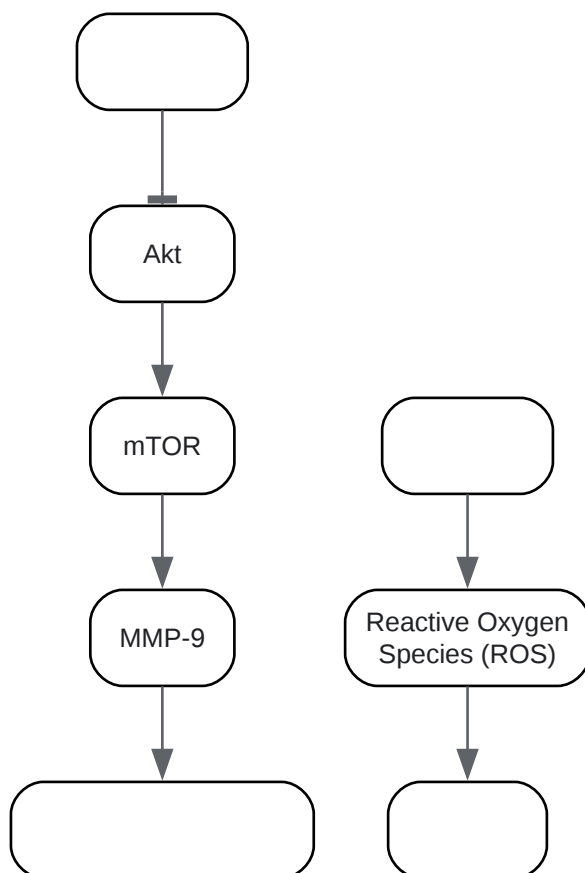 Akt
mTOR
MMP-9
Reactive Oxygen
Species (ROS)